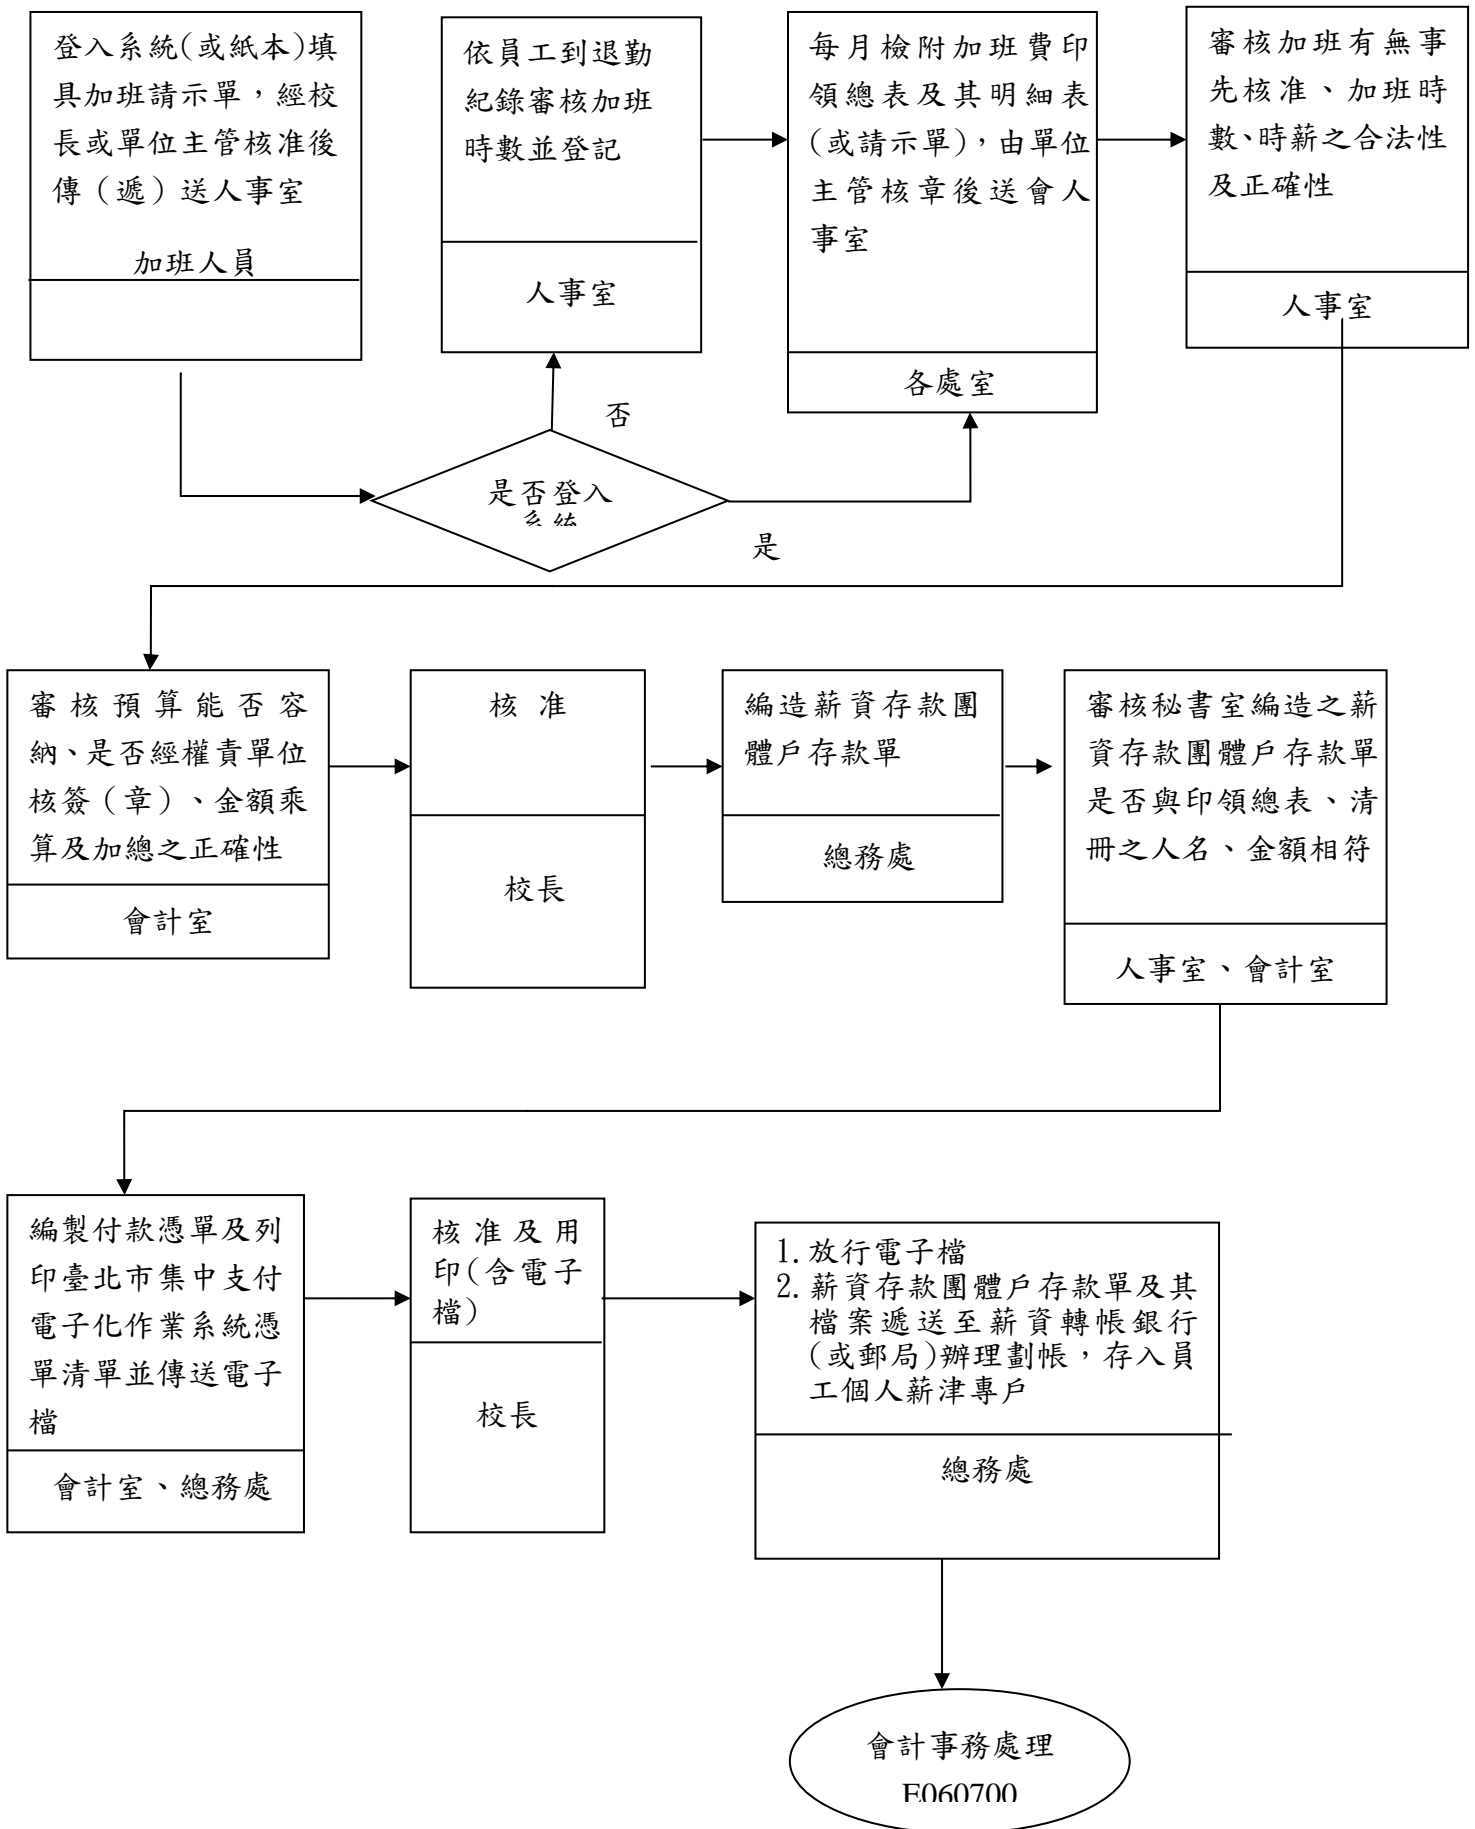 登入系統(或紙本)填
具加班請示單，經校
長或單位主管核准後
傳（遞）送人事室
加班人員
依員工到退勤
紀錄審核加班
時數並登記
人事室
每月檢附加班費印
領總表及其明細表
(或請示單)，由單位
主管核章後送會人
事室
各處室
審核加班有無事
先核准、加班時
數、時薪之合法性
及正確性
人事室
否
是否登入
系統
是
審核預算能否容
納、是否經權責單位
核簽（章）、金額乘
算及加總之正確性
會計室
核准
校長
編造薪資存款團
體戶存款單
總務處
審核秘書室編造之薪
資存款團體戶存款單
是否與印領總表、清
冊之人名、金額相符
人事室、會計室
編製付款憑單及列
印臺北市集中支付
電子化作業系統憑
單清單並傳送電子
檔
會計室、總務處
核准及用
印(含電子
檔)
校長
1.放行電子檔
2.薪資存款團體戶存款單及其
檔案遞送至薪資轉帳銀行
(或郵局)辦理劃帳，存入員
工個人薪津專戶
總務處
會計事務處理
E060700